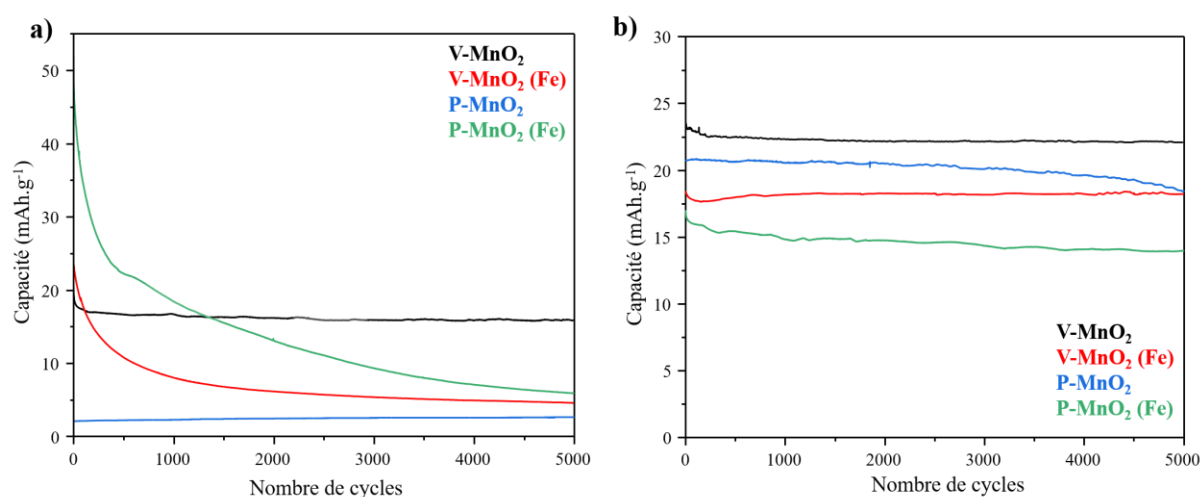 a)
V-MnO₂
V-MnO₂ (Fe)
P-MnO₂
P-MnO₂ (Fe)
Capacité (mAh.g⁻¹)
50
40
30
20
10
0
0 1000 2000 3000 4000 5000
Nombre de cycles
b)
30
25
20
15
10
5
0
Capacité (mAh.g⁻¹)
V-MnO₂
V-MnO₂ (Fe)
P-MnO₂
P-MnO₂ (Fe)
0 1000 2000 3000 4000 5000
Nombre de cycles